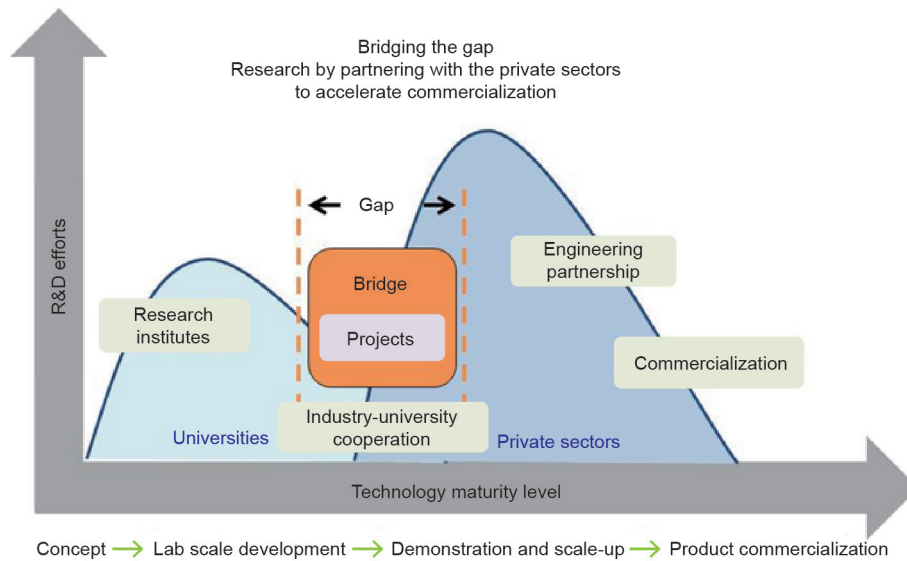 Bridging the gap
Research by partnering with the private sectors
to accelerate commercialization
Gap
Engineering
partnership
Bridge
Research
institutes
Projects
Commercialization
Industry-university
cooperation
Universities
Private sectors
R&D efforts
Technology maturity level
Concept → Lab scale development → Demonstration and scale-up → Product commercialization